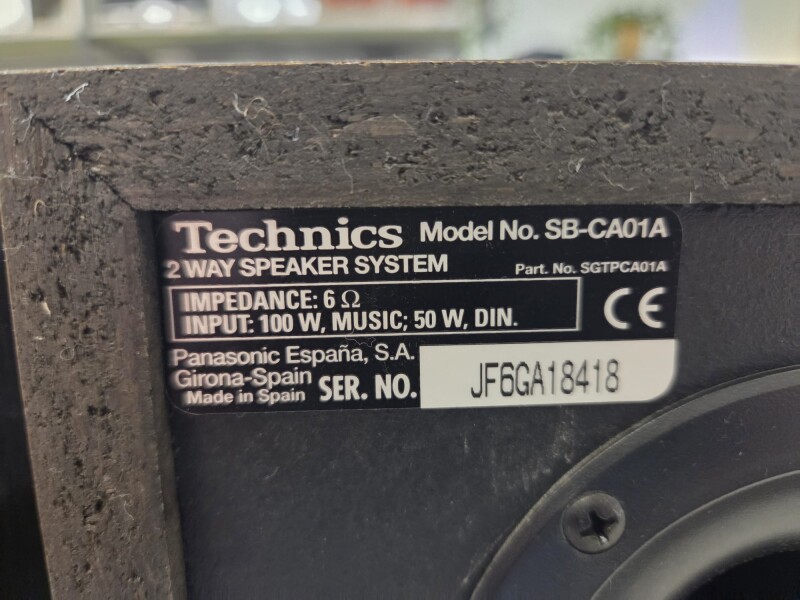 Technics Model No. SB-CA01A
2 WAY SPEAKER SYSTEM Part. No. SGTPCA01A
IMPEDANCE: 6 Ω
INPUT: 100 W, MUSIC; 50 W, DIN.
CE
Panasonic España, S.A.
Girona-Spain
Made in Spain SER. NO. JF6GA18418